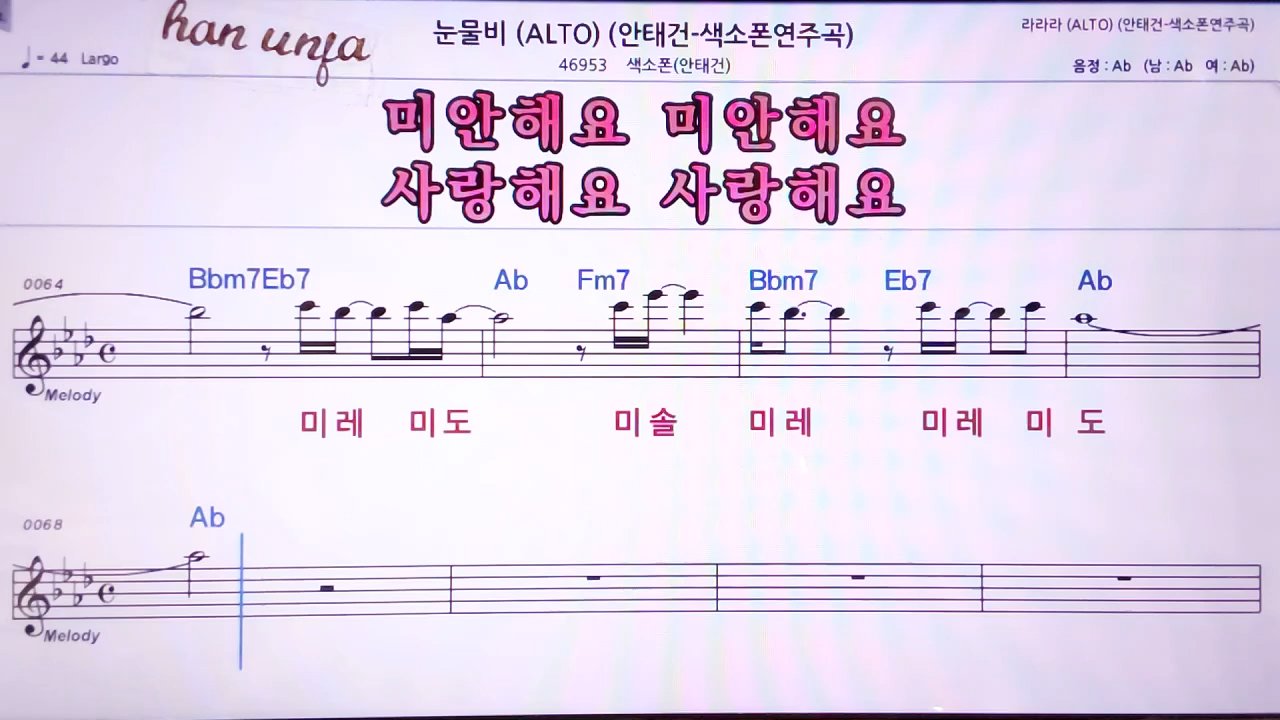 han unja
눈물비 (ALTO) (안태건-색소폰연주곡)
라라라 (ALTO) (안태건-색소폰연주곡)
♩ = 44 Largo
46953 색소폰(안태건)
음정 : Ab (남 : Ab 여 : Ab)
미안해요 미안해요
사랑해요 사랑해요
0064 Bbm7 Eb7 Ab Fm7 Bbm7 Eb7 Ab
Melody
미레 미도 미솔 미레 미레 미 도
0068 Ab
Melody